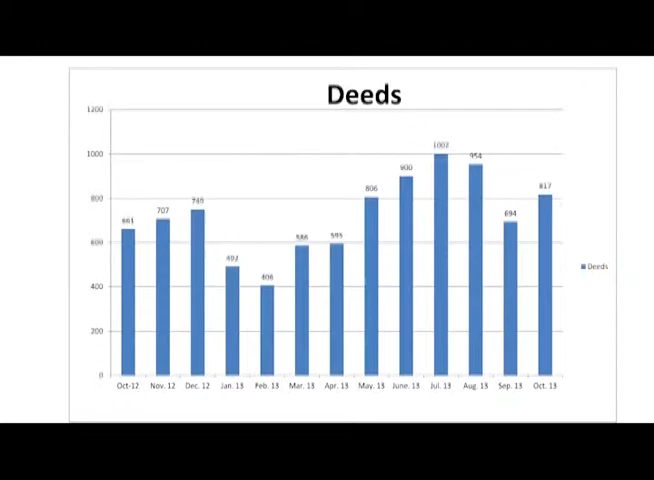 Deeds
1200
1000
800
600
400
200
0
661
707
749
492
406
586
595
806
900
1002
954
694
817
Oct-12
Nov. 12
Dec. 12
Jan. 13
Feb. 13
Mar. 13
Apr. 13
May. 13
June. 13
Jul. 13
Aug. 13
Sep. 13
Oct. 13
Deeds